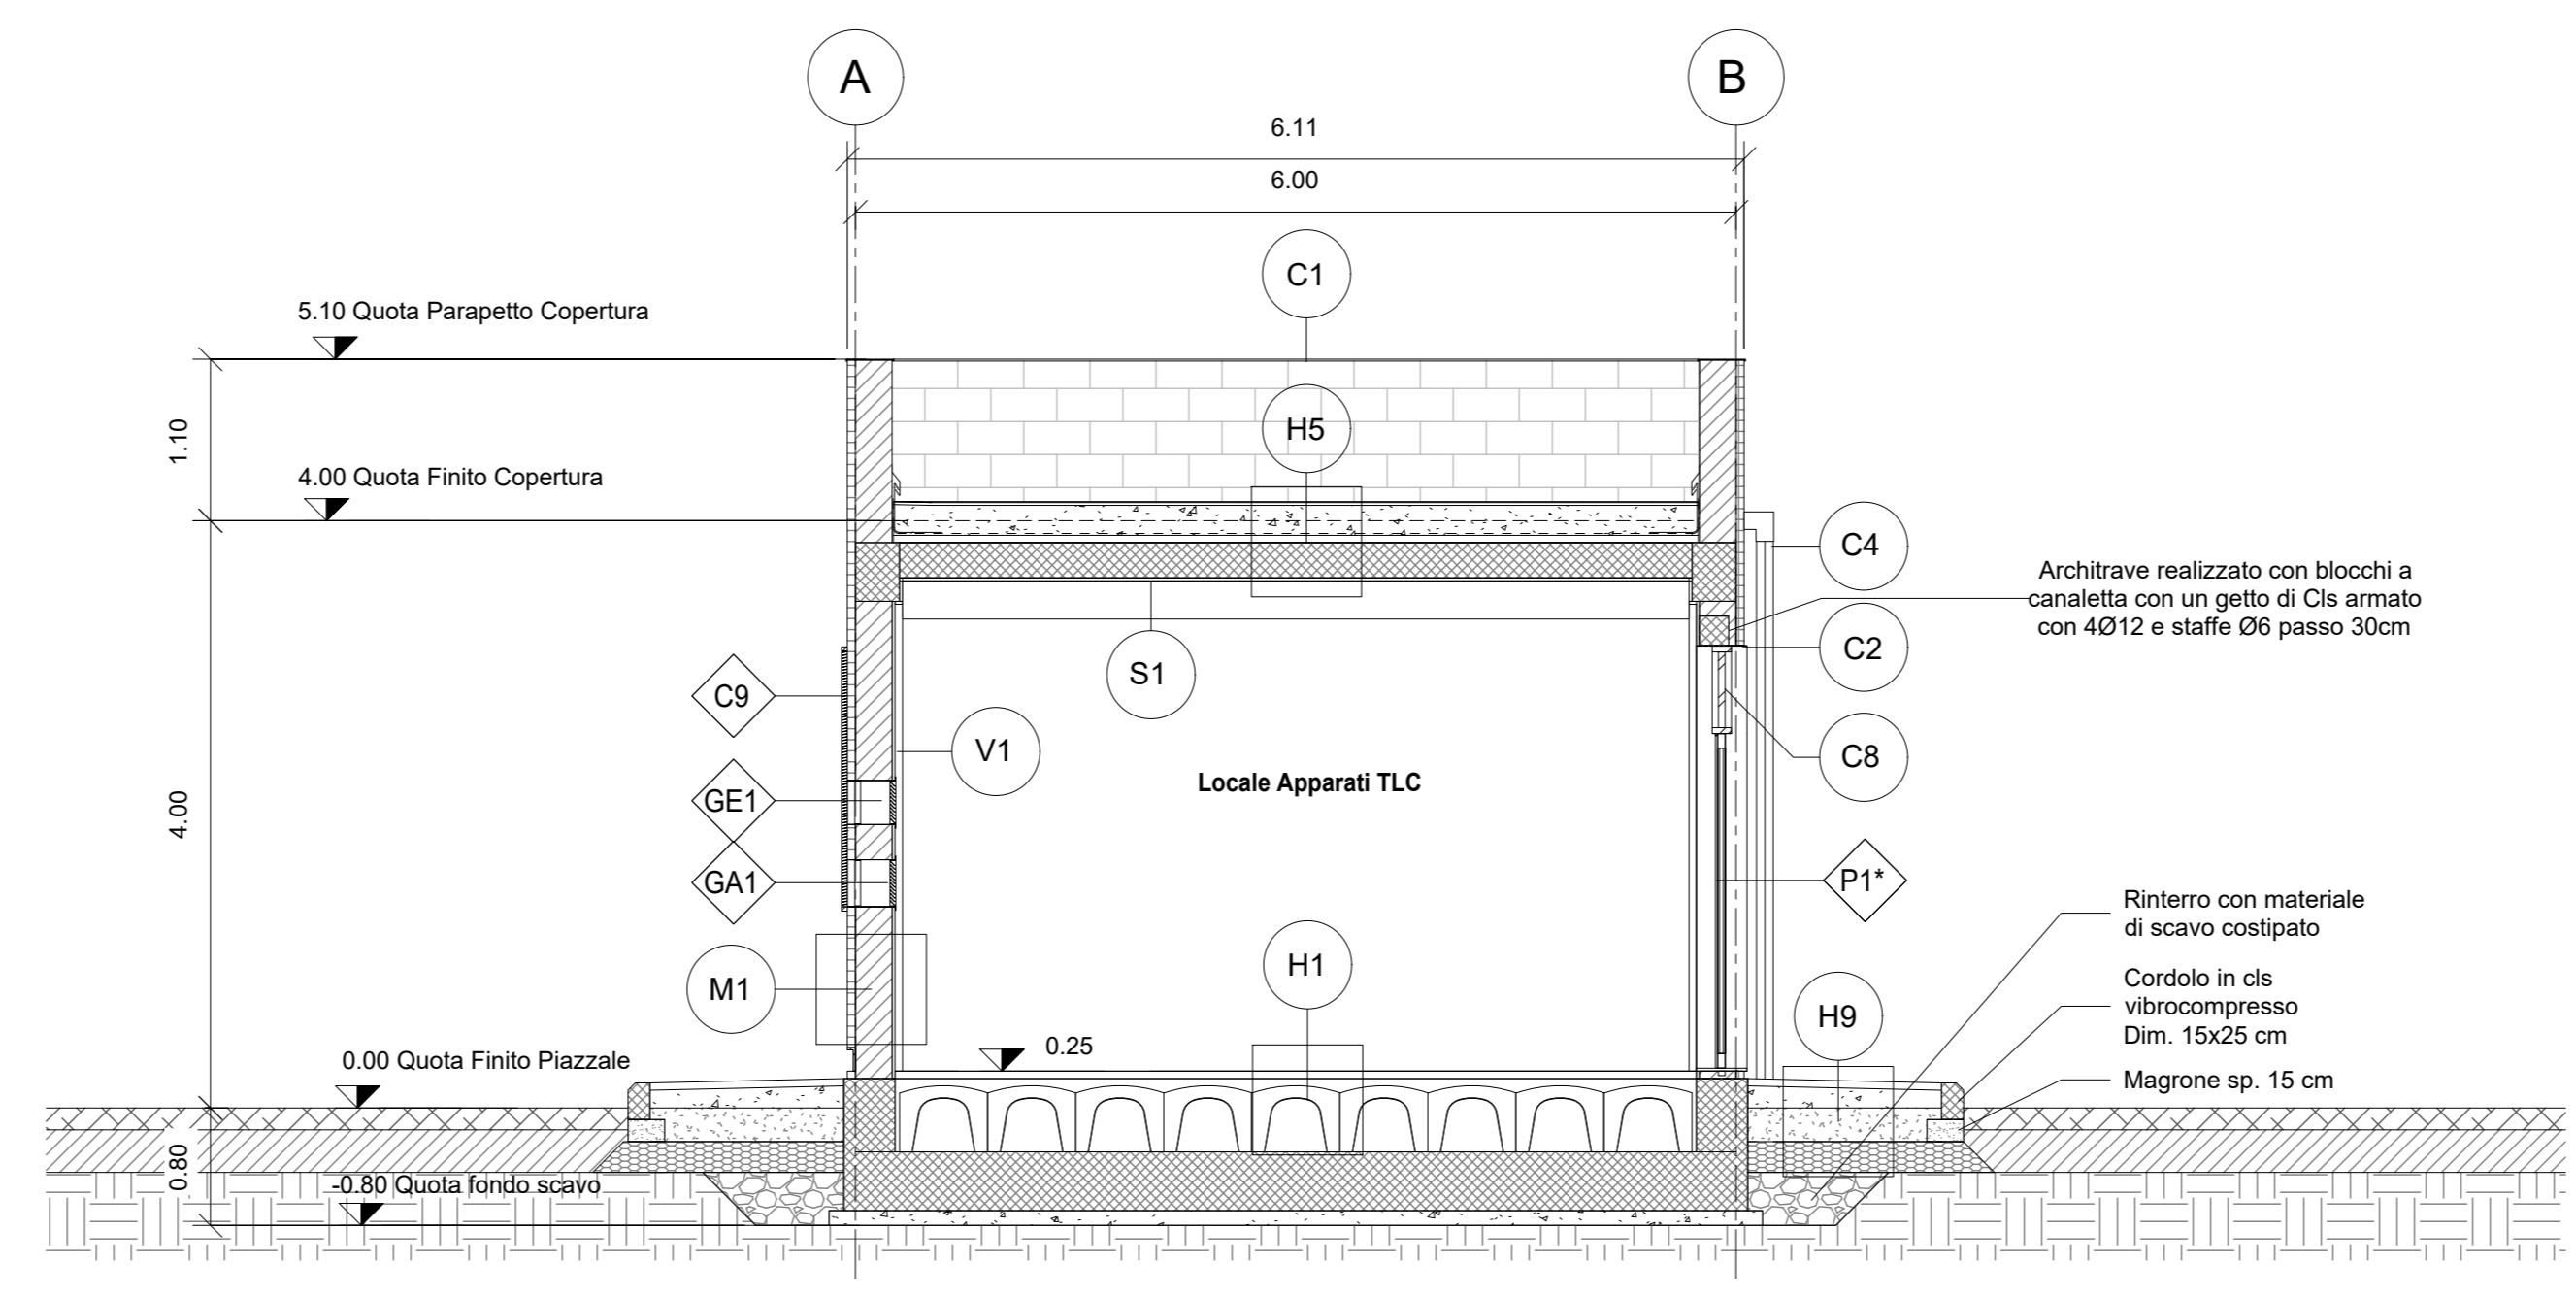 A
B
6.11
6.00
C1
5.10 Quota Parapetto Copertura
H5
1.10
4.00 Quota Finito Copertura
C4
Architrave realizzato con blocchi a
canaletta con un getto di Cls armato
con 4Ø12 e staffe Ø6 passo 30cm
C2
S1
C9
V1
C8
Locale Apparati TLC
GE1
4.00
GA1
P1*
Rinterro con materiale
di scavo costipato
H1
M1
Cordolo in cls
vibrocompresso
Dim. 15x25 cm
H9
0.25
0.00 Quota Finito Piazzale
Magrone sp. 15 cm
0.80
-0.80 Quota fondo scavo